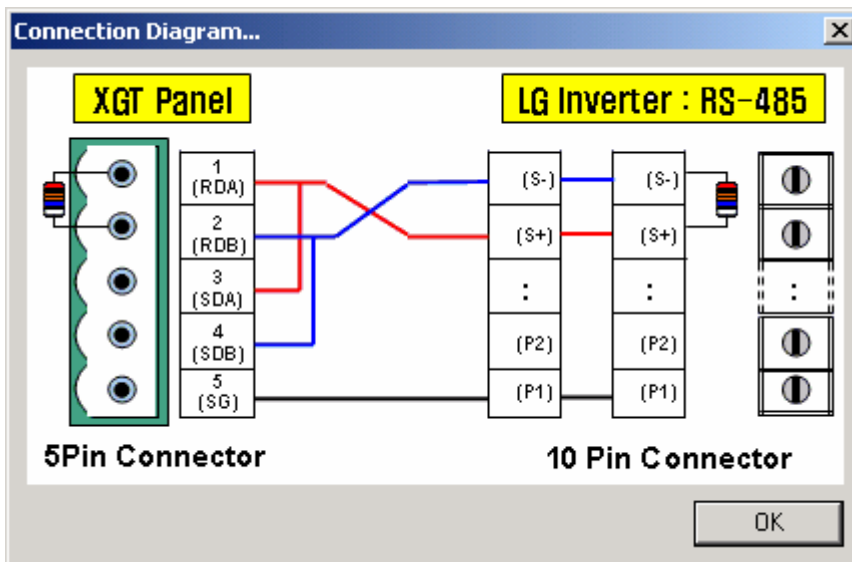 Connection Diagram...
XGT Panel
LG Inverter : RS-485
1
(RDA)
2
(RDB)
3
(SDA)
4
(SDB)
5
(SG)
(S-)
(S+)
:
(P2)
(P1)
(S-)
(S+)
:
(P2)
(P1)
:
5Pin Connector
10 Pin Connector
OK